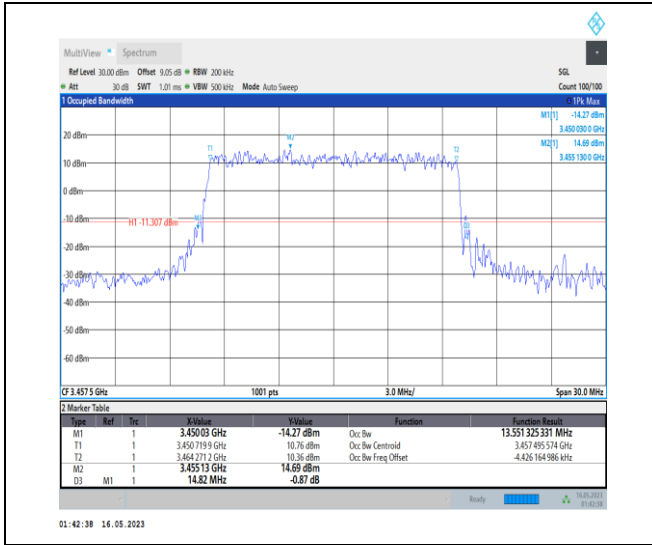 MultiView Spectrum
Ref Level 30.00 dBm Offset 9.05 dB RBW 200 kHz SGL
Att 30 dB SWT 1.01 ms VBW 500 kHz Mode Auto Sweep Count 100/100
1 Occupied Bandwidth 1Pk Max
M1[1] -14.27 dBm
3.450 030 0 GHz
M2[1] 14.69 dBm
3.455 130 0 GHz
20 dBm
T1
M2
T2
10 dBm
0 dBm
-10 dBm
H1 -11.307 dBm
M1
D3
-30 dBm
-40 dBm
-50 dBm
-60 dBm
CF 3.457 5 GHz 1001 pts 3.0 MHz/ Span 30.0 MHz
2 Marker Table
Type Ref Trc X-Value Y-Value Function Function Result
M1 1 3.45003 GHz -14.27 dBm Occ Bw 13.551 325 331 MHz
T1 1 3.450 719 9 GHz 10.76 dBm Occ Bw Centroid 3.457 495 574 GHz
T2 1 3.464 271 2 GHz 10.36 dBm Occ Bw Freq Offset -4.426 164 986 kHz
M2 1 3.45513 GHz 14.69 dBm
D3 M1 1 14.82 MHz -0.87 dB
Ready 16.05.2023
01:42:38
01:42:38 16.05.2023